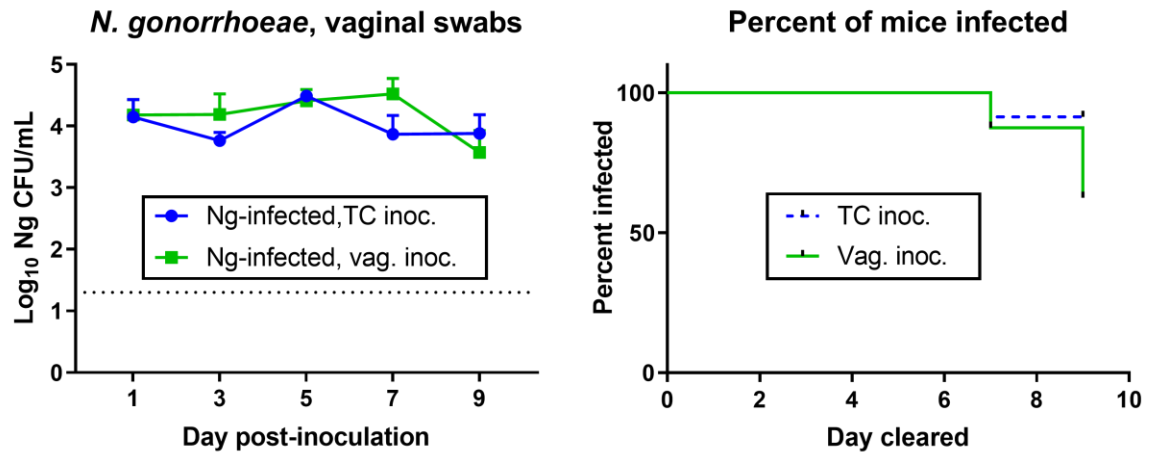 N. gonorrhoeae, vaginal swabs
Log10 Ng CFU/mL
5
4
3
2
1
0
Ng-infected,TC inoc.
Ng-infected, vag. inoc.
1 3 5 7 9
Day post-inoculation
Percent of mice infected
Percent infected
100
50
0
TC inoc.
Vag. inoc.
0 2 4 6 8 10
Day cleared